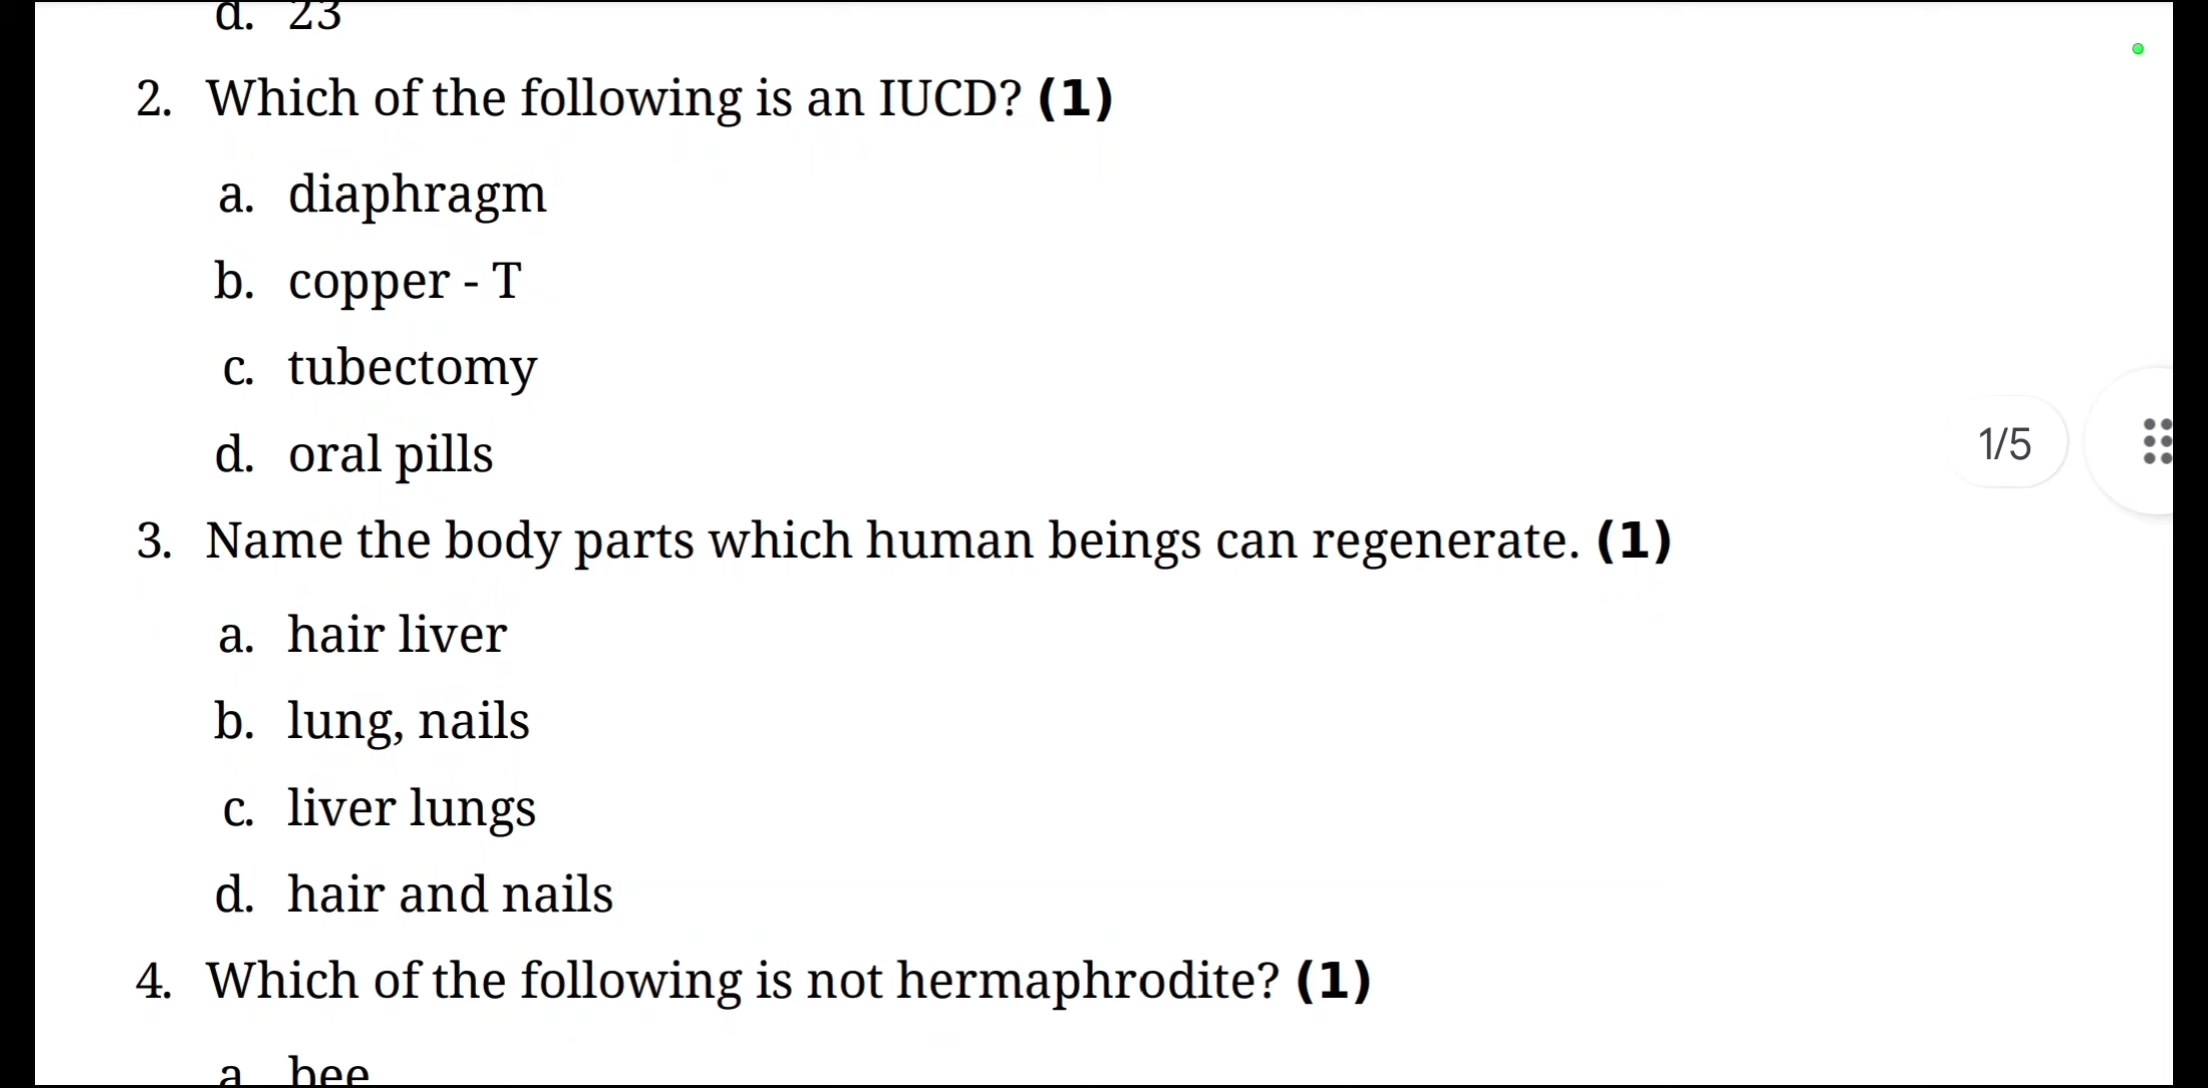 d. 23
2. Which of the following is an IUCD? (1)
a. diaphragm
b. copper - T
c. tubectomy
d. oral pills
1/5
3. Name the body parts which human beings can regenerate. (1)
a. hair liver
b. lung, nails
c. liver lungs
d. hair and nails
4. Which of the following is not hermaphrodite? (1)
a bee